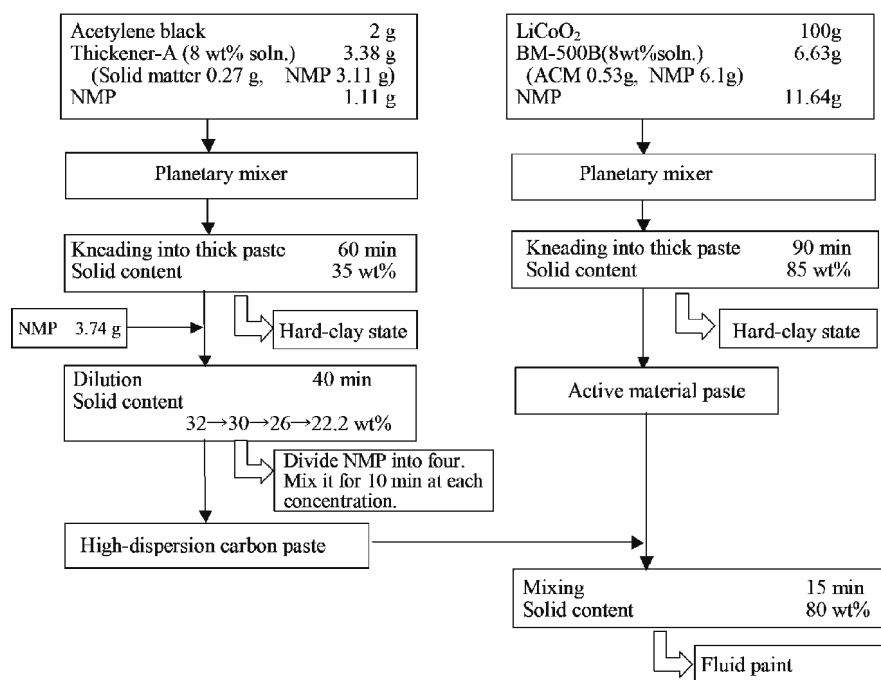 Acetylene black 2 g
Thickener-A (8 wt% soln.) 3.38 g
(Solid matter 0.27 g, NMP 3.11 g)
NMP 1.11 g
Planetary mixer
Kneading into thick paste 60 min
Solid content 35 wt%
NMP 3.74 g
Hard-clay state
Dilution 40 min
Solid content
32→30→26→22.2 wt%
Divide NMP into four.
Mix it for 10 min at each
concentration.
High-dispersion carbon paste
LiCoO₂ 100g
BM-500B(8wt%soln.) 6.63g
(ACM 0.53g, NMP 6.1g)
NMP 11.64g
Planetary mixer
Kneading into thick paste 90 min
Solid content 85 wt%
Hard-clay state
Active material paste
Mixing 15 min
Solid content 80 wt%
Fluid paint